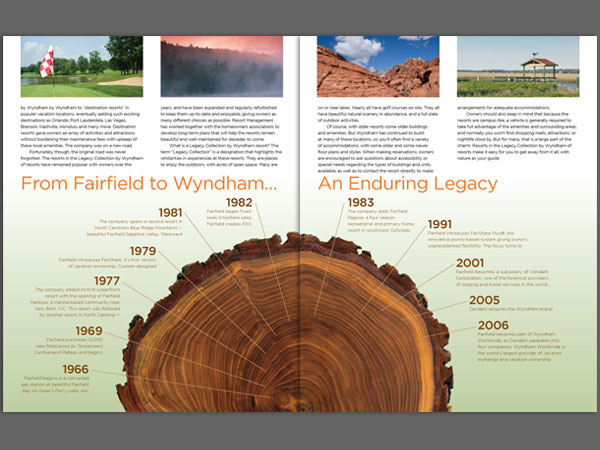 by Wyndham by Wyndham to "destination resorts" in
popular vacation locations, eventually adding such exciting
destinations as Orlando, Fort Lauderdale, Las Vegas,
Branson, Nashville, Honolulu and many more. Destination
resorts gave owners an array of activities and attractions
without burdening their maintenance fees with upkeep of
these local amenities. The company was on a new road.
Fortunately, though, the original road was never
forgotten. The resorts in the Legacy Collection by Wyndham
of resorts have remained popular with owners over the
years, and have been expanded and regularly refurbished
to keep them up-to-date and enjoyable, giving owners as
many different choices as possible. Resort Management
has worked together with the homeowners associations to
develop long-term plans that will help the resorts remain
beautiful and well-maintained for decades to come.
What is a Legacy Collection by Wyndham resort? The
term "Legacy Collection" is a designation that highlights the
similarities in experiences at these resorts. They are places
to enjoy the outdoors, with acres of open space. Many are
on or near lakes. Nearly all have golf courses on-site. They all
have beautiful natural scenery in abundance, and a full slate
of outdoor activities.
Of course, with older resorts come older buildings
and amenities. But Wyndham has continued to build
at many of these locations, so you'll often find a variety
of accommodations, with some older and some newer
floor plans and styles. When making reservations, owners
are encouraged to ask questions about accessibility or
special needs regarding the types of buildings and units
available, as well as to contact the resort directly to make
arrangements for adequate accommodations.
Owners should also keep in mind that because the
resorts are campus like, a vehicle is generally required to
take full advantage of the amenities and surrounding areas,
and normally, you won't find shopping malls, attractions, or
nightlife close by. But for many, that is a large part of the
charm. Resorts in the Legacy Collection by Wyndham of
resorts make it easy for you to get away from it all, with
nature as your guide.
From Fairfield to Wyndham...
An Enduring Legacy
1982
Fairfield began fixed
week timeshare sales.
Fairfield creates FAX.
1981
The company opens a second resort in
North Carolina's Blue Ridge Mountains —
beautiful Fairfield Sapphire Valley. Westward
1979
Fairfield introduces FairShare, it's first version
of vacation ownership. Custom designed
1977
The company added its first oceanfront
resort with the opening of Fairfield
Harbour, a marina-based community near
New Bern, N.C. This resort was followed
by another resort in North Carolina —
1969
Fairfield purchases 12,000
lake-filled acres on Tennessee's
Cumberland Plateau and begins
1966
Fairfield begins in a converted
gas station at beautiful Fairfield
Bay on Greer's Ferry Lake, Ark.
1983
The company adds Fairfield
Pagosa, a four-season
recreational and primary home
resort in southwest Colorado.
1991
Fairfield introduces FairShare Plus®, the
innovative points-based system giving owners
unprecedented flexibility. The focus turns to
2001
Fairfield becomes a subsidiary of Cendant
Corporation, one of the foremost providers
of lodging and travel services in the world.
2005
Cendant acquires the Wyndham brand
2006
Fairfield becomes part of Wyndham
Worldwide, as Cendant separates into
four companies. Wyndham Worldwide is
the world's largest provider of vacation
exchange and vacation ownership